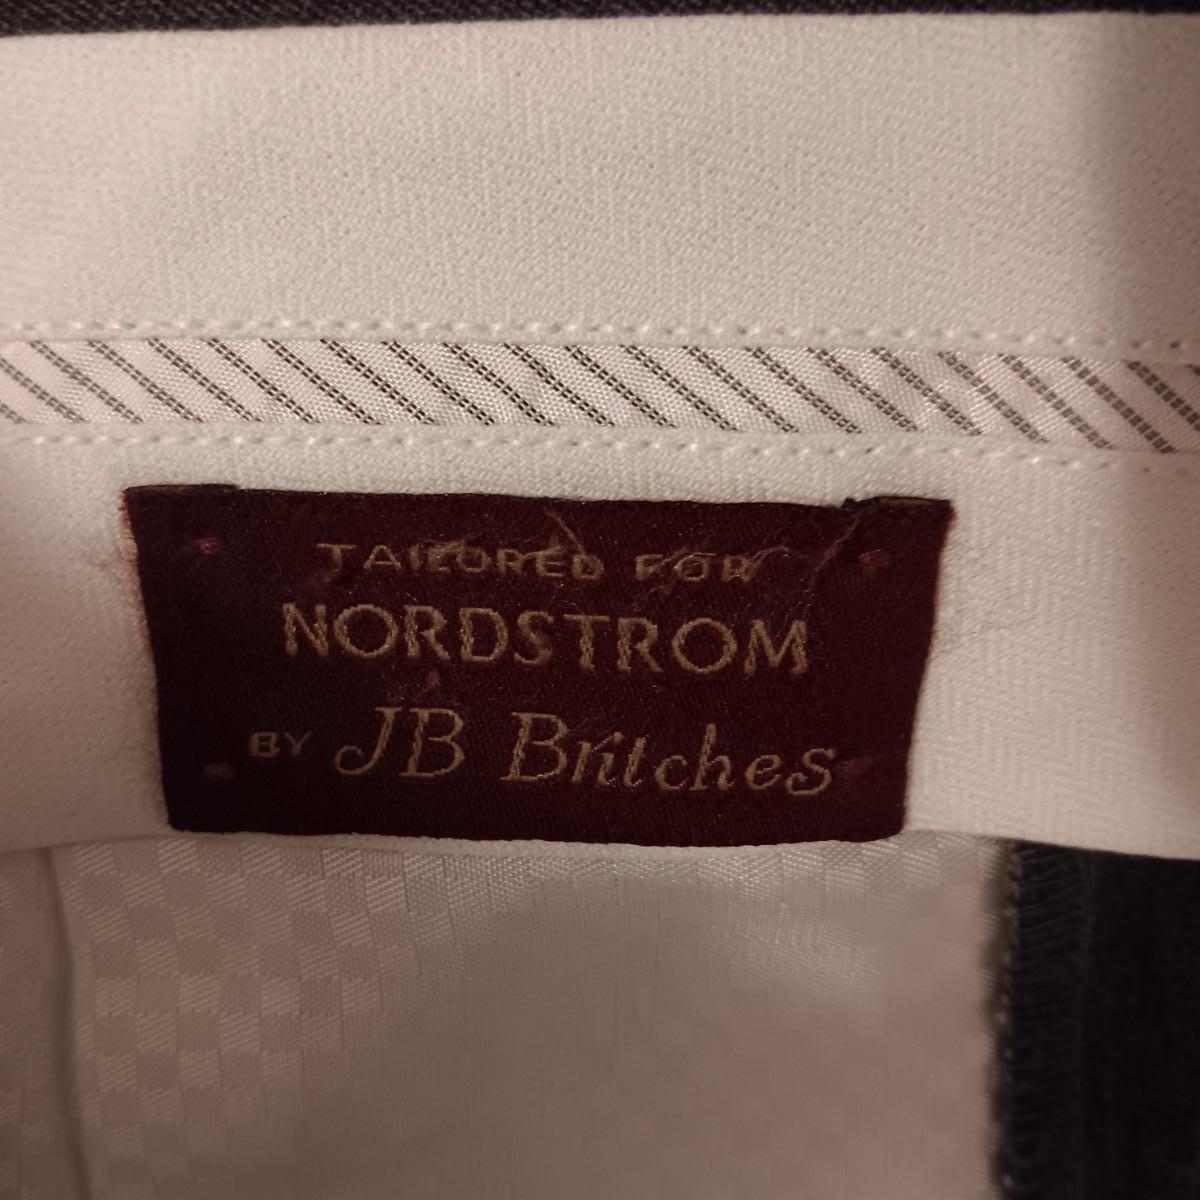 TAILORED FOR
NORDSTROM
BY JB Britches